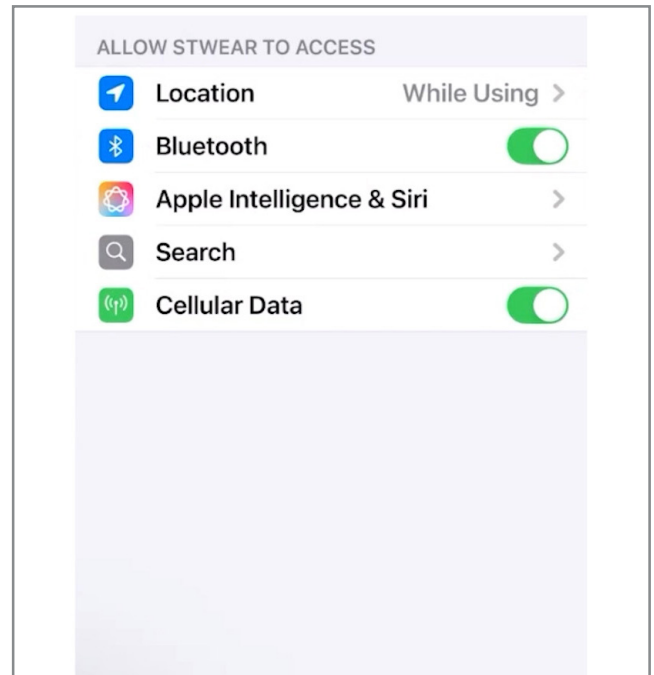 ALLOW STWEAR TO ACCESS
Location While Using
Bluetooth
Apple Intelligence & Siri
Search
Cellular Data